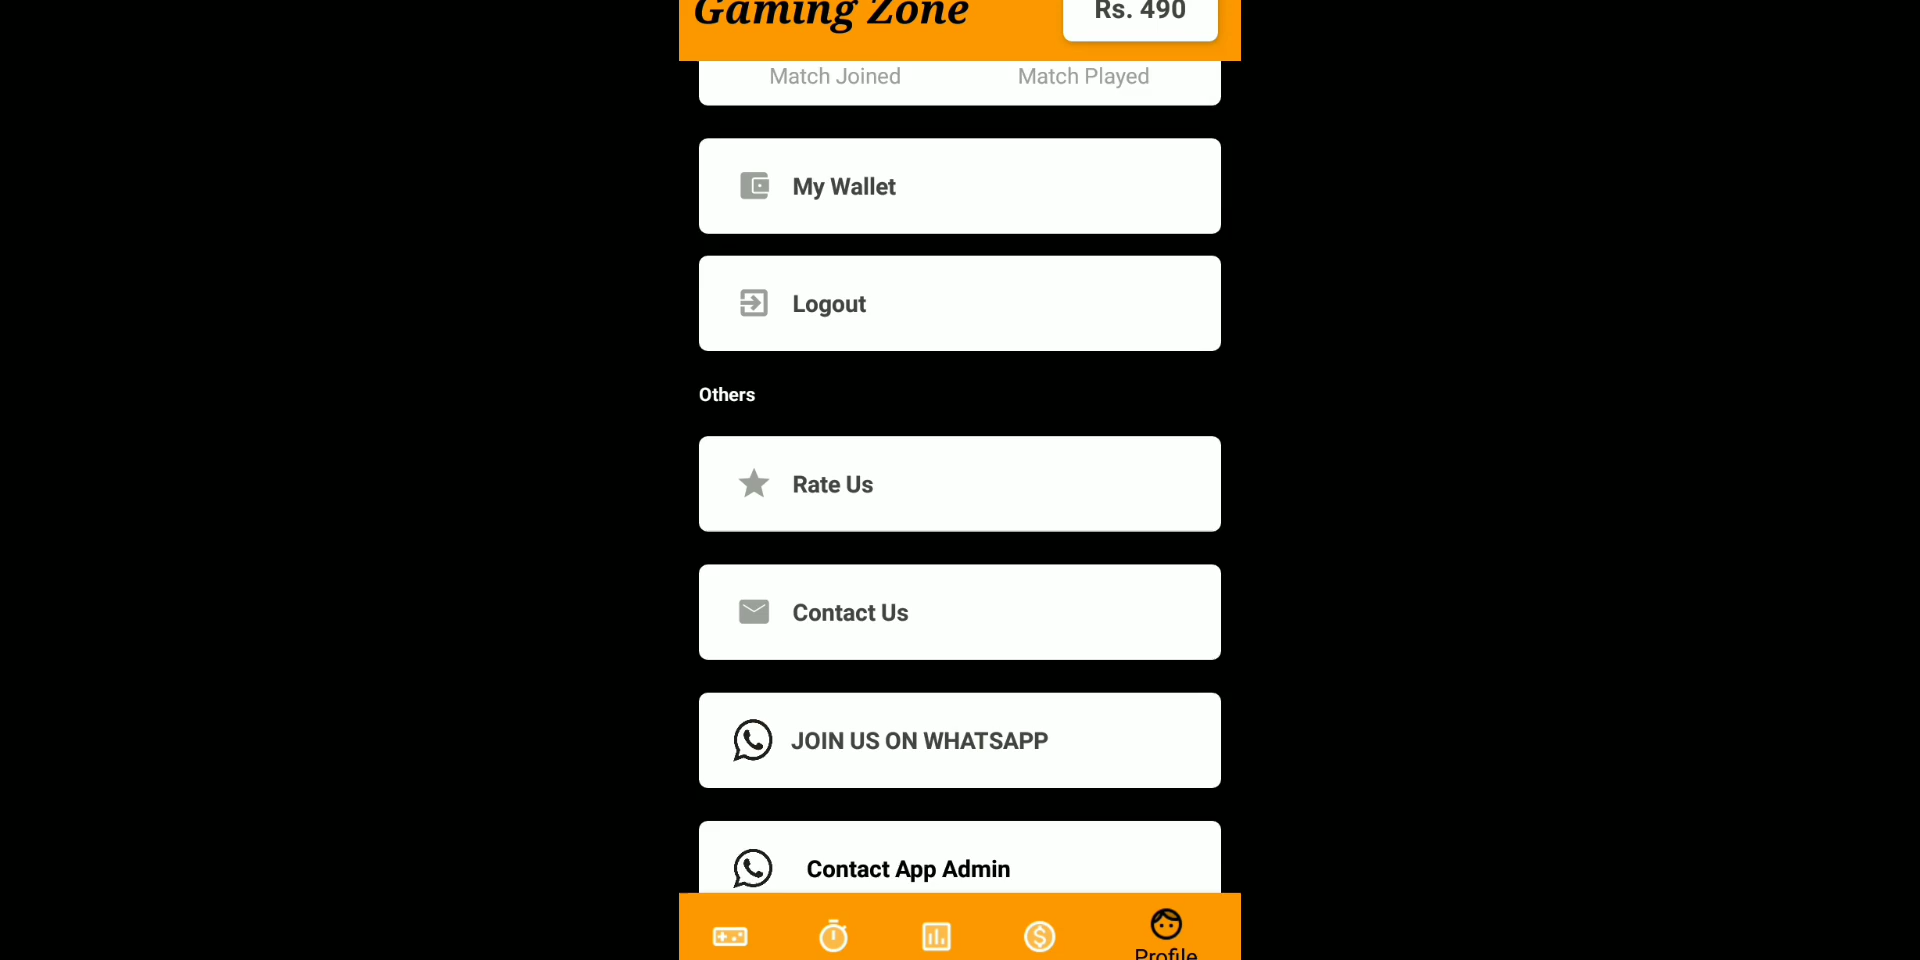 Gaming Zone
Rs. 490
Match Joined
Match Played
My Wallet
Logout
Others
Rate Us
Contact Us
JOIN US ON WHATSAPP
Contact App Admin
Profile